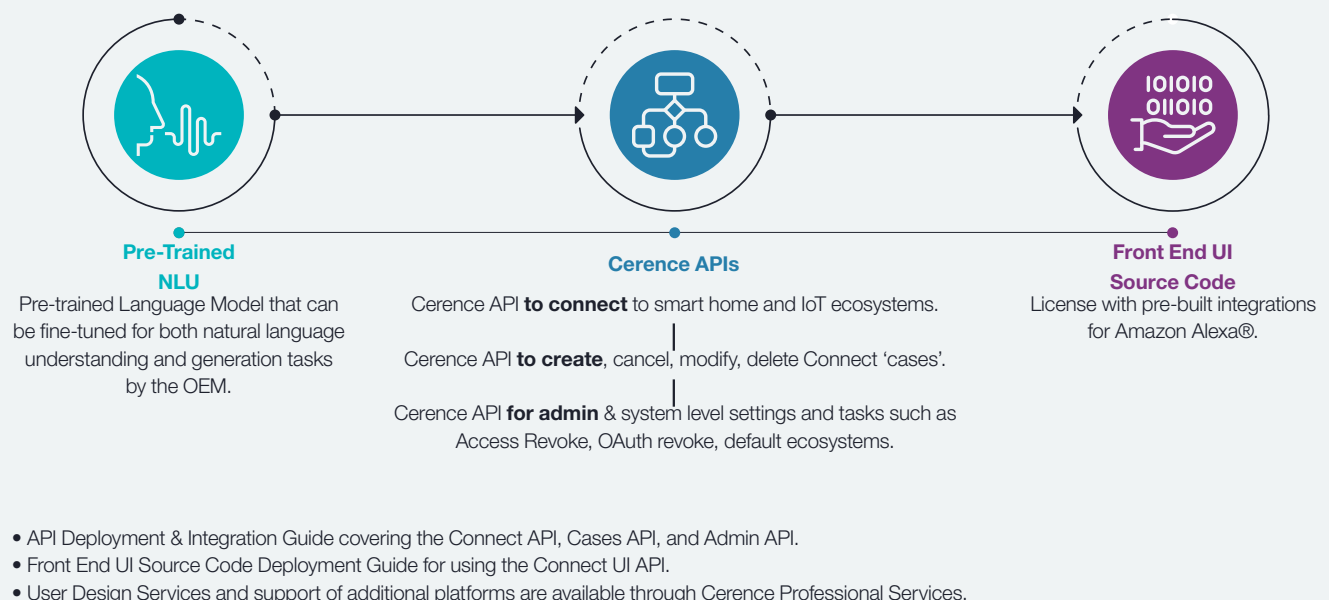 IOIOIO
OIIOIO
Pre-Trained
NLU
Pre-trained Language Model that can
be fine-tuned for both natural language
understanding and generation tasks
by the OEM.
Cerence APIs
Cerence API to connect to smart home and IoT ecosystems.
Cerence API to create, cancel, modify, delete Connect ‘cases’.
Cerence API for admin & system level settings and tasks such as
Access Revoke, OAuth revoke, default ecosystems.
Front End UI
Source Code
License with pre-built integrations
for Amazon Alexa®.
• API Deployment & Integration Guide covering the Connect API, Cases API, and Admin API.
• Front End UI Source Code Deployment Guide for using the Connect UI API.
• User Design Services and support of additional platforms are available through Cerence Professional Services.